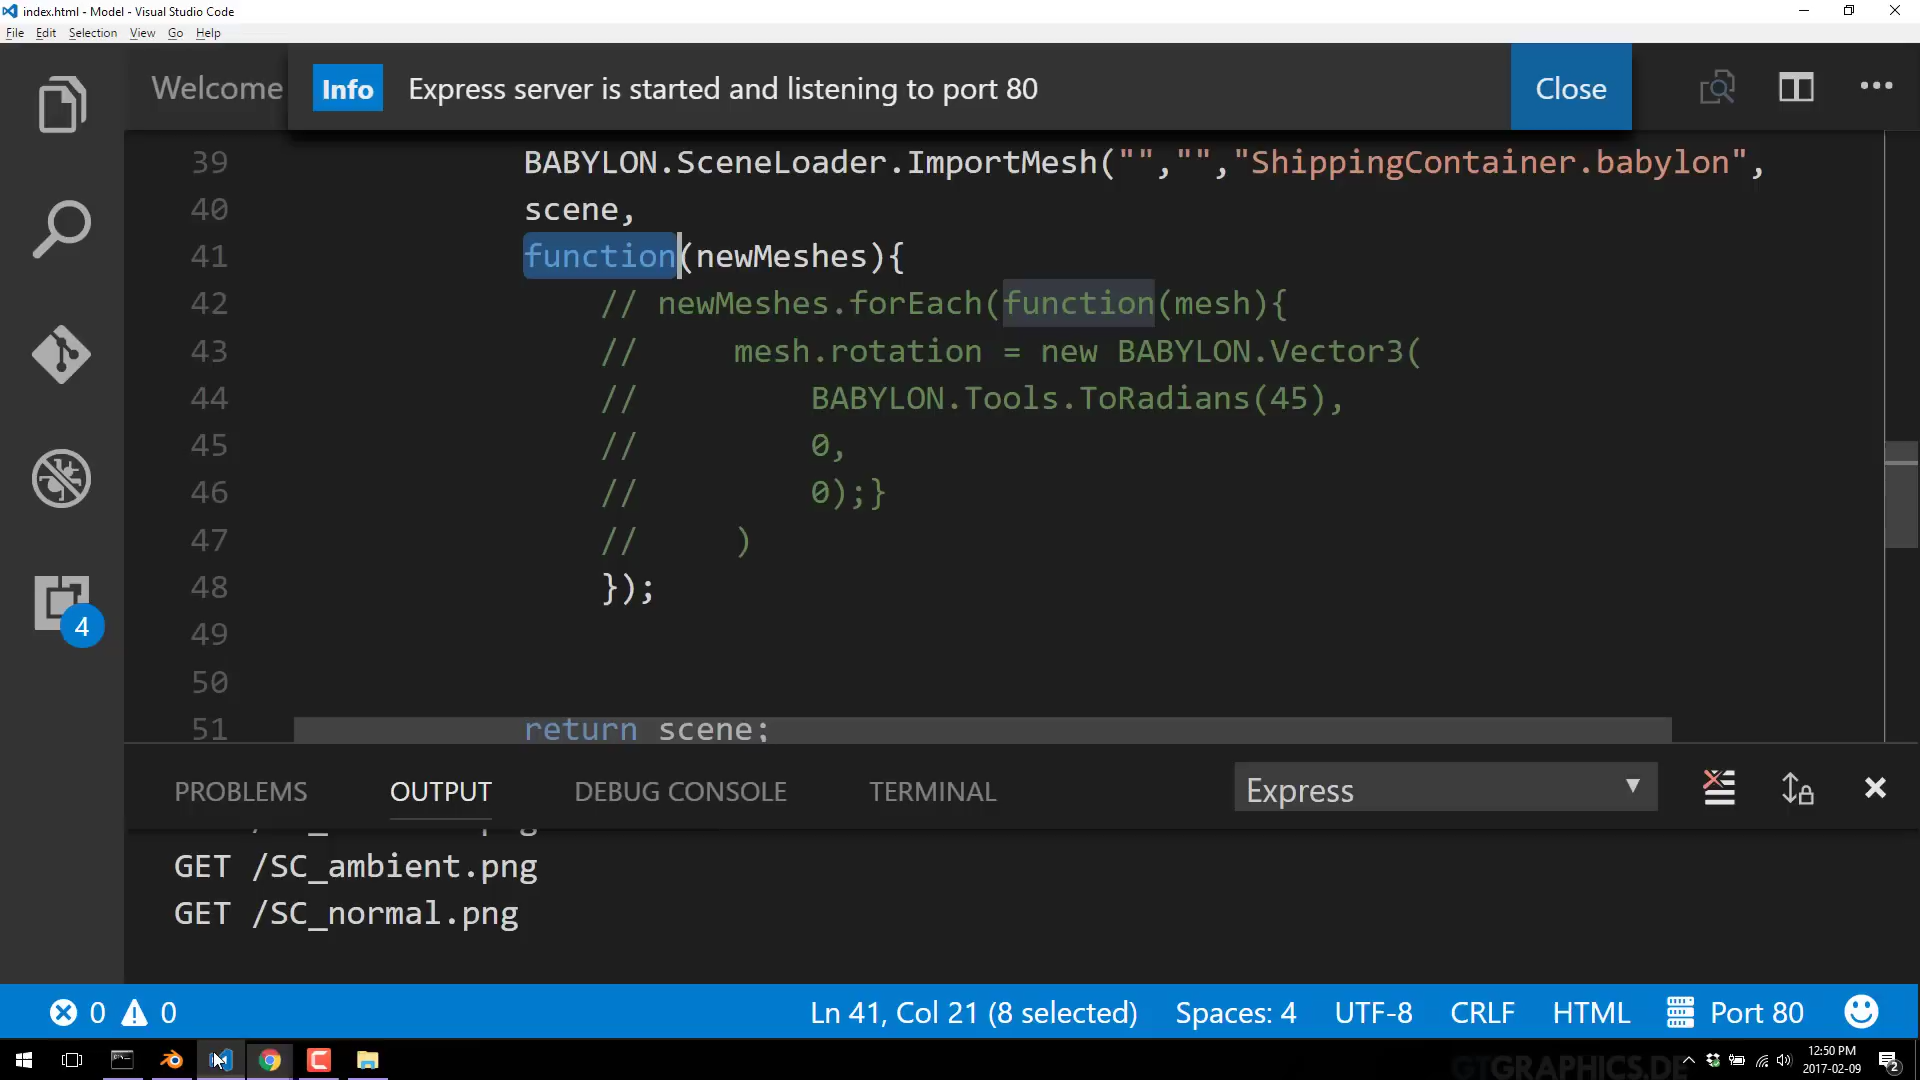 index.html - Model - Visual Studio Code
File Edit Selection View Go Help
Welcome
Info Express server is started and listening to port 80 Close
39 BABYLON.SceneLoader.ImportMesh("","","ShippingContainer.babylon",
40 scene,
41 function(newMeshes){
42 // newMeshes.forEach(function(mesh){
43 // mesh.rotation = new BABYLON.Vector3(
44 // BABYLON.Tools.ToRadians(45),
45 // 0,
46 // 0);}
47 // )
48 });
49
50
51 return scene;
PROBLEMS OUTPUT DEBUG CONSOLE TERMINAL Express
GET /SC_ambient.png
GET /SC_normal.png
4
0 0 Ln 41, Col 21 (8 selected) Spaces: 4 UTF-8 CRLF HTML Port 80
GTGRAPHICS.DE
12:50 PM
2017-02-09
2